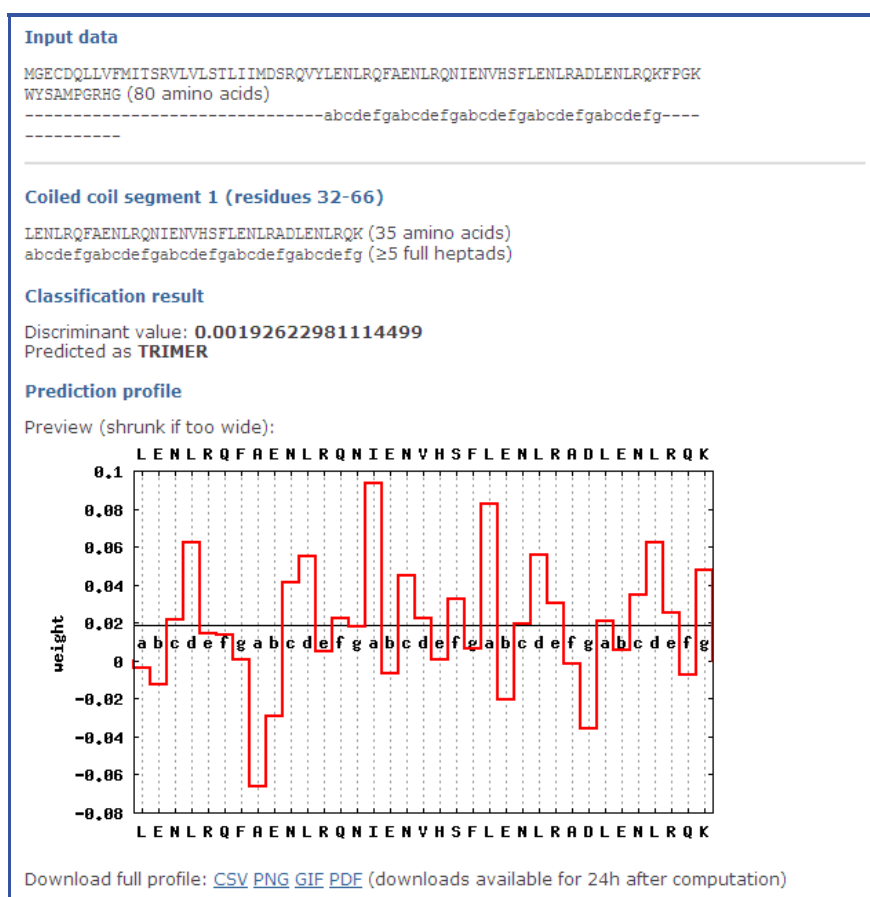 Input data
MGECDQLLVFMITSRVLVLSTLIIMDSRQVYLENLRQFAENLRQNIENVHSFLENLRADLENLRQKFPGK
WYSAMPGRHG (80 amino acids)
-------------------------------abcdefgabcdefgabcdefgabcdefgabcdefg----
----------
Coiled coil segment 1 (residues 32-66)
LENLRQFAENLRQNIENVHSFLENLRADLENLRQK (35 amino acids)
abcdefgabcdefgabcdefgabcdefgabcdefg (≥5 full heptads)
Classification result
Discriminant value: 0.00192622981114499
Predicted as TRIMER
Prediction profile
Preview (shrunk if too wide):
L E N L R Q F A E N L R Q N I E N V H S F L E N L R A D L E N L R Q K
0.1
0.08
0.06
0.04
0.02
0
-0.02
-0.04
-0.06
-0.08
weight
a b c d e f g a b c d e f g a b c d e f g a b c d e f g a b c d e f g
L E N L R Q F A E N L R Q N I E N V H S F L E N L R A D L E N L R Q K
Download full profile: CSV PNG GIF PDF (downloads available for 24h after computation)